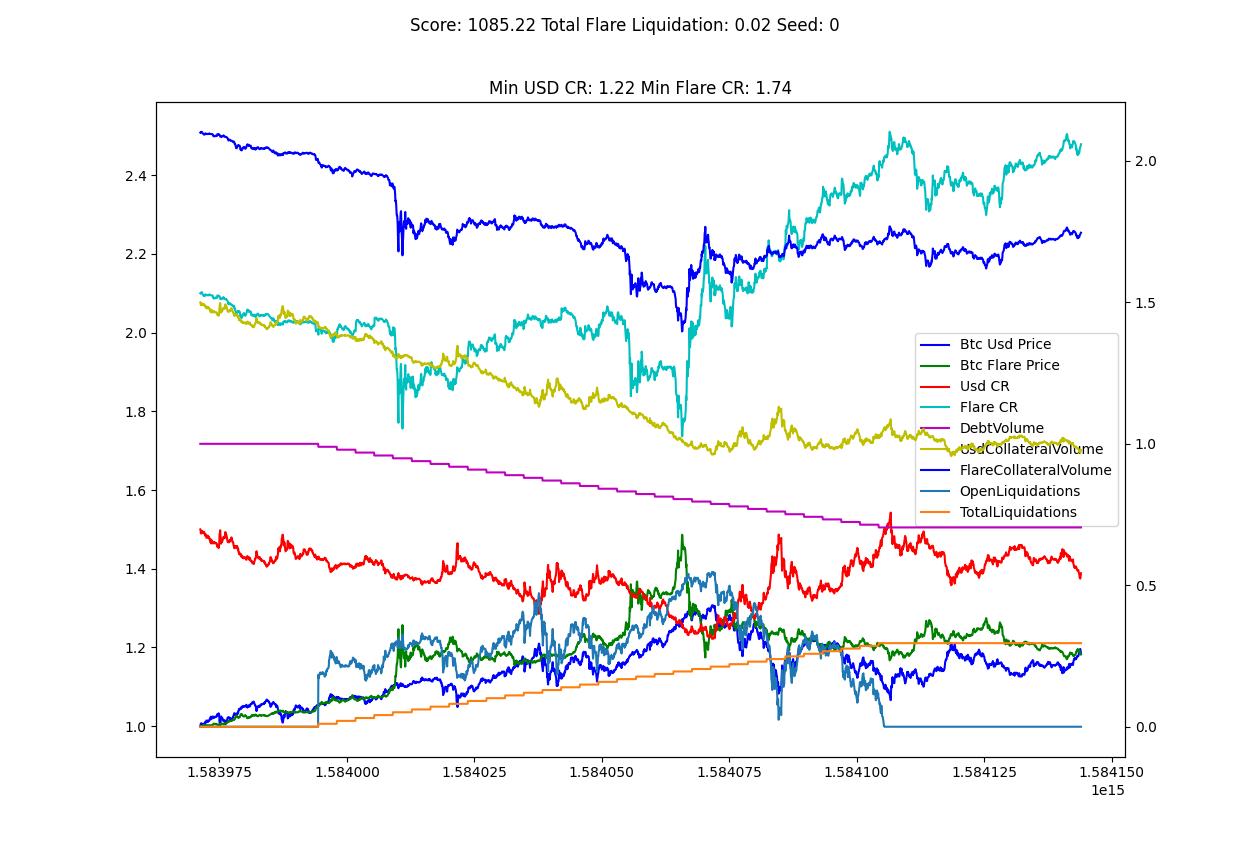 Score: 1085.22 Total Flare Liquidation: 0.02 Seed: 0
Min USD CR: 1.22 Min Flare CR: 1.74
2.4
2.2
2.0
1.8
1.6
1.4
1.2
1.0
2.0
1.5
1.0
0.5
0.0
Btc Usd Price
Btc Flare Price
Usd CR
Flare CR
DebtVolume
UsdCollateralVolume
FlareCollateralVolume
OpenLiquidations
TotalLiquidations
1.583975 1.584000 1.584025 1.584050 1.584075 1.584100 1.584125 1.584150
1e15